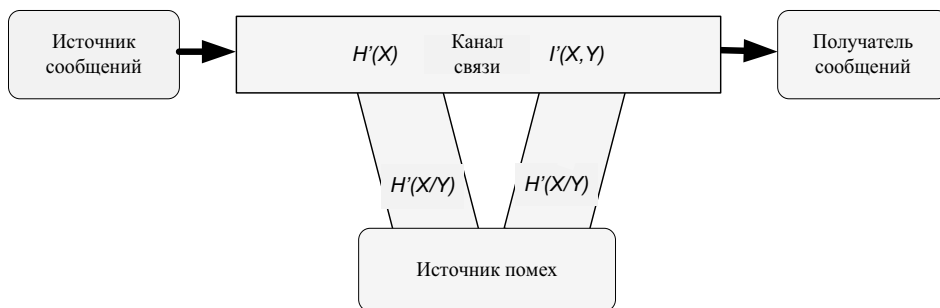 Источник
сообщений
H'(X)
Канал
связи
I'(X,Y)
Получатель
сообщений
H'(X/Y)
H'(X/Y)
Источник помех